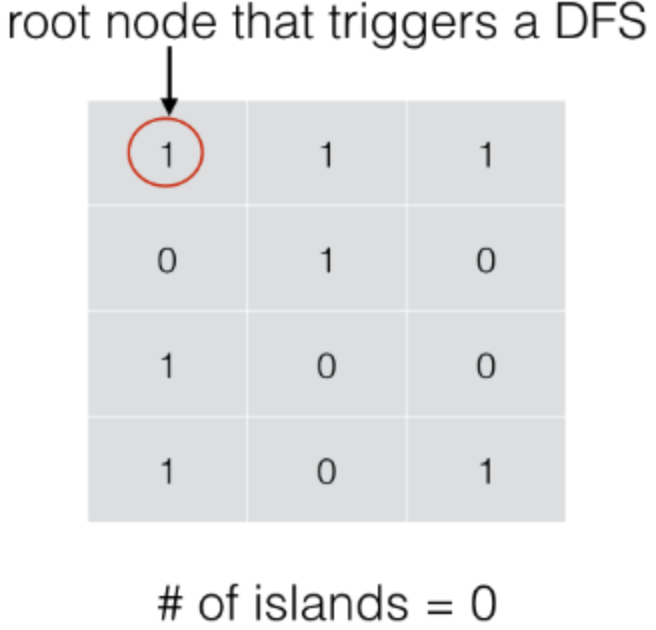 root node that triggers a DFS
1 1 1
0 1 0
1 0 0
1 0 1
# of islands = 0